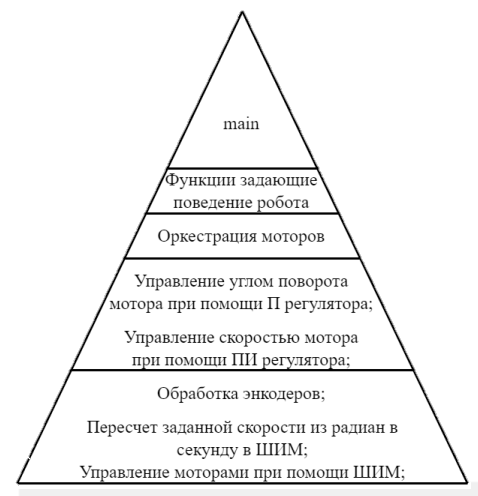 main
Функции задающие
поведение робота
Оркестрация моторов
Управление углом поворота
мотора при помощи П регулятора;
Управление скоростью мотора
при помощи ПИ регулятора;
Обработка энкодеров;
Пересчет заданной скорости из радиан в
секунду в ШИМ;
Управление моторами при помощи ШИМ;